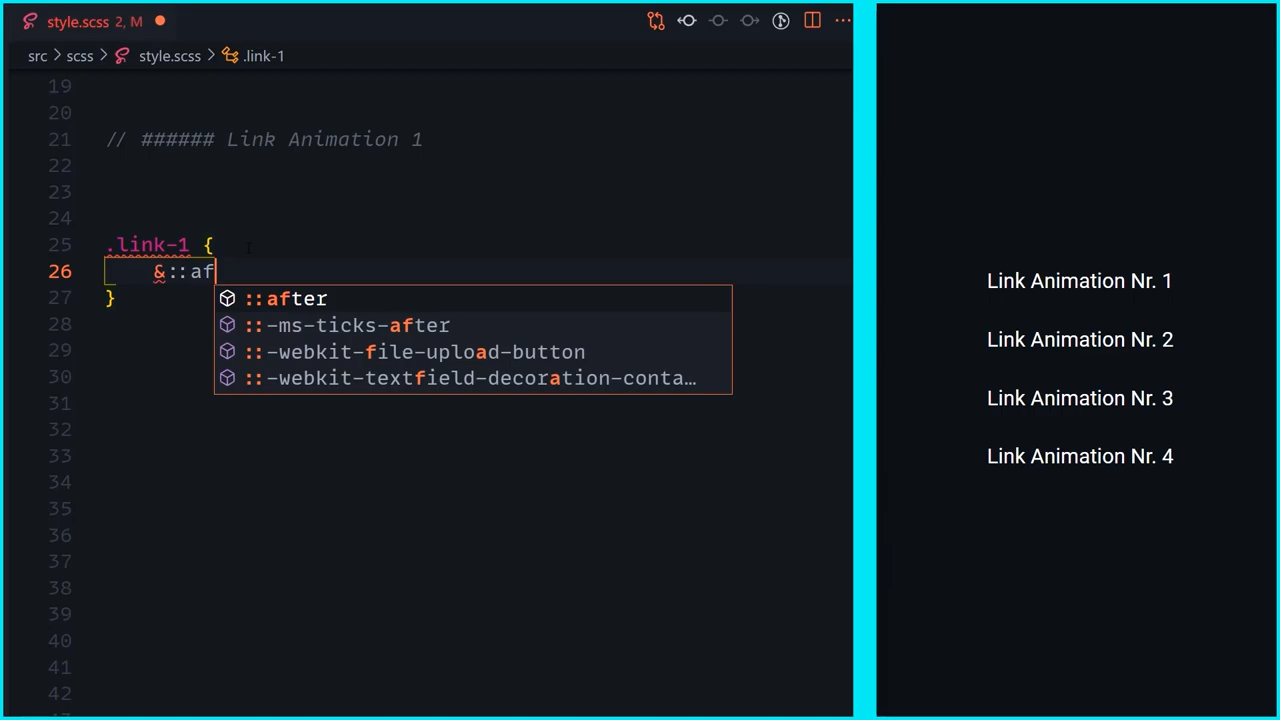 style.scss 2, M
src > scss > style.scss > .link-1
19
20
21 // ###### Link Animation 1
22
23
24
25 .link-1 {
26 &::af
27 }
::after
::-ms-ticks-after
::-webkit-file-upload-button
::-webkit-textfield-decoration-conta…
28
29
30
31
32
33
34
35
36
37
38
39
40
41
42
Link Animation Nr. 1
Link Animation Nr. 2
Link Animation Nr. 3
Link Animation Nr. 4